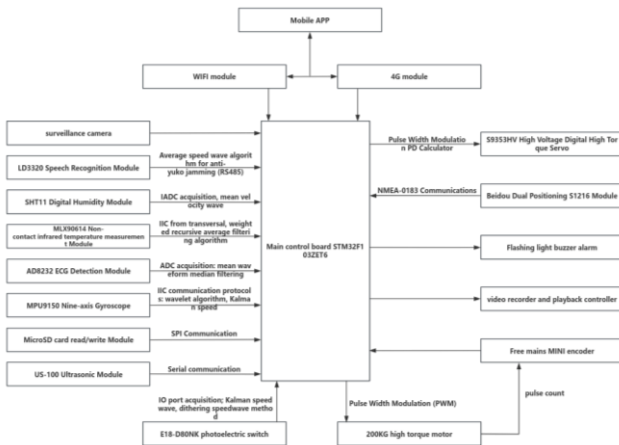 Mobile APP
WIFI module
4G module
surveillance camera
LD3320 Speech Recognition Module
SHT11 Digital Humidity Module
MLX90614 Non-
contact infrared temperature measuremen
t Module
AD8232 ECG Detection Module
MPU9150 Nine-axis Gyroscope
MicroSD card read/write Module
US-100 Ultrasonic Module
Average speed wave algorit
hm for anti-
yuko jamming (RS485)
IADC acquisition, mean vel
ocity wave
IIC from transversal, weight
ed recursive average filteri
ng algorithm
ADC acquisition: mean wav
eform median filtering
IIC communication protocol
s: wavelet algorithm, Kalma
n speed
SPI Communication
Serial communication
IO port acquisition; Kalman speed
wave, dithering speedwave metho
d
E18-D80NK photoelectric switch
Main control board STM32F1
03ZET6
Pulse Width Modulatio
n PD Calculator
S9353HV High Voltage Digital High Tor
que Servo
NMEA-0183 Communications
Beidou Dual Positioning S1216 Module
Flashing light buzzer alarm
video recorder and playback controller
Free mains MINI encoder
pulse count
Pulse Width Modulation (PWM)
200KG high torque motor